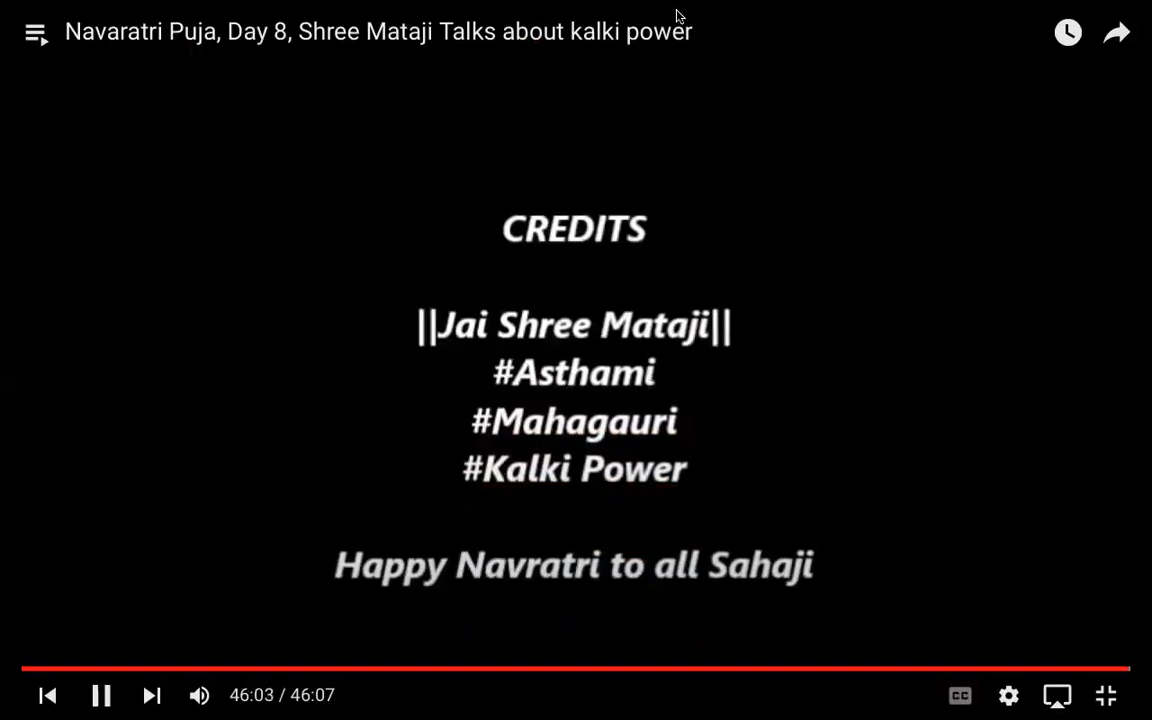 Navaratri Puja, Day 8, Shree Mataji Talks about kalki power
CREDITS
||Jai Shree Mataji||
#Asthami
#Mahagauri
#Kalki Power
Happy Navratri to all Sahaji
46:03 / 46:07
CC